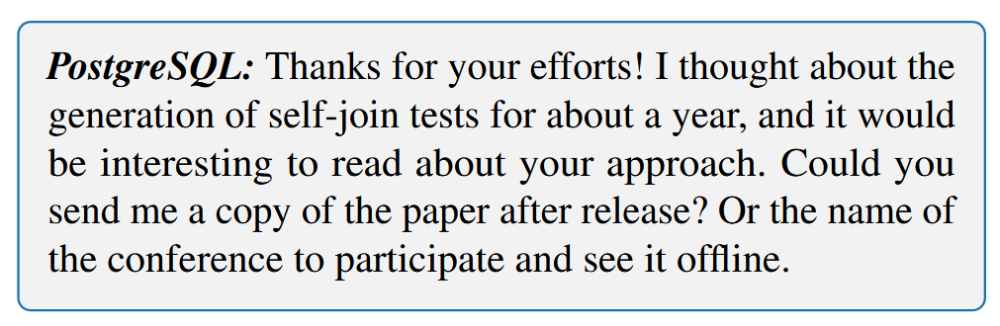 PostgreSQL: Thanks for your efforts! I thought about the
generation of self-join tests for about a year, and it would
be interesting to read about your approach. Could you
send me a copy of the paper after release? Or the name of
the conference to participate and see it offline.